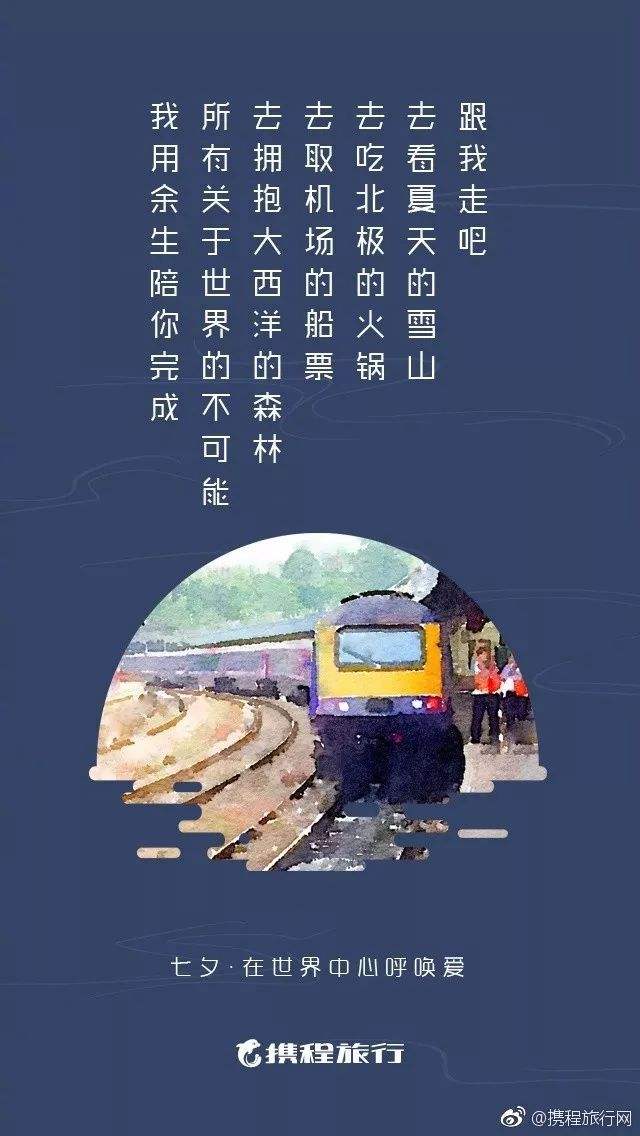 跟我走吧
去看夏天的雪山
去吃北极的火锅
去取机场的船票
去拥抱大西洋的森林
所有关于世界的不可能
我用余生陪你完成
七夕·在世界中心呼唤爱
携程旅行
@携程旅行网